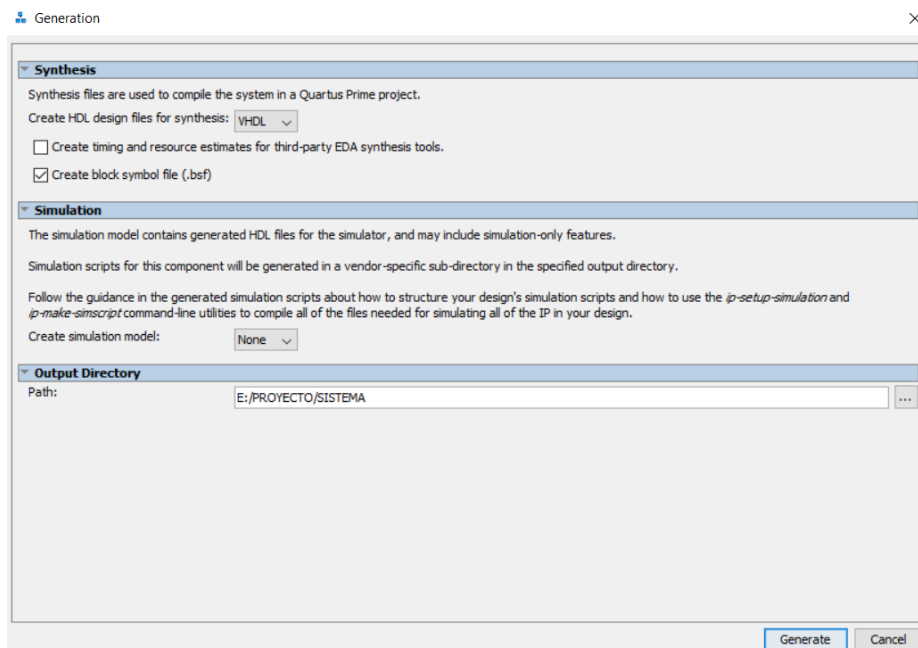 Generation
Synthesis
Synthesis files are used to compile the system in a Quartus Prime project.
Create HDL design files for synthesis: VHDL
Create timing and resource estimates for third-party EDA synthesis tools.
Create block symbol file (.bsf)
Simulation
The simulation model contains generated HDL files for the simulator, and may include simulation-only features.
Simulation scripts for this component will be generated in a vendor-specific sub-directory in the specified output directory.
Follow the guidance in the generated simulation scripts about how to structure your design's simulation scripts and how to use the ip-setup-simulation and
ip-make-simscript command-line utilities to compile all of the files needed for simulating all of the IP in your design.
Create simulation model: None
Output Directory
Path: E:/PROYECTO/SISTEMA ...
Generate Cancel